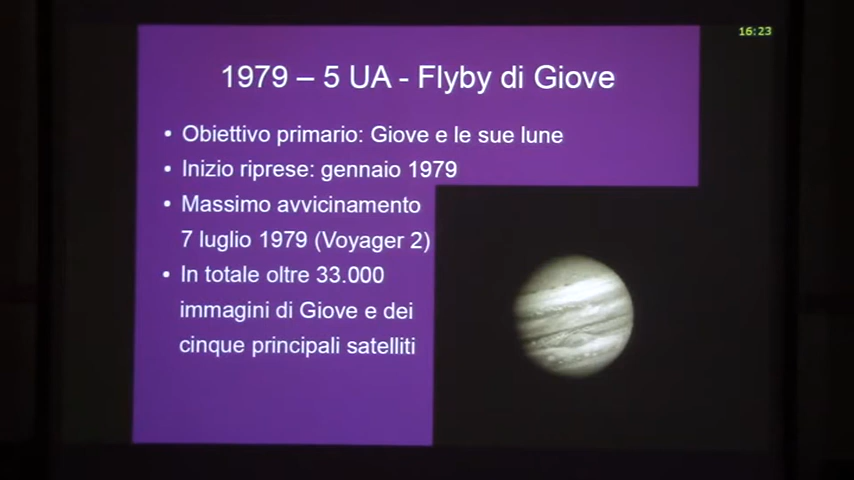 16:23
1979 – 5 UA - Flyby di Giove
• Obiettivo primario: Giove e le sue lune
• Inizio riprese: gennaio 1979
• Massimo avvicinamento
7 luglio 1979 (Voyager 2)
• In totale oltre 33.000
immagini di Giove e dei
cinque principali satelliti